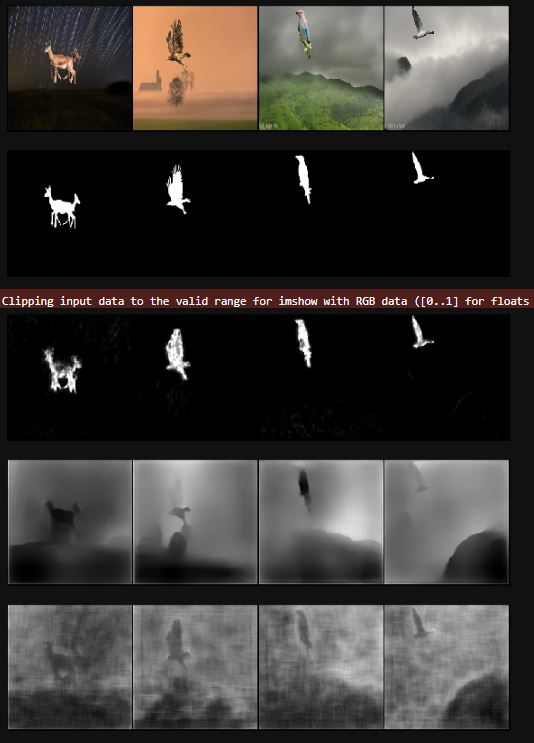 Clipping input data to the valid range for imshow with RGB data ([0..1] for floats